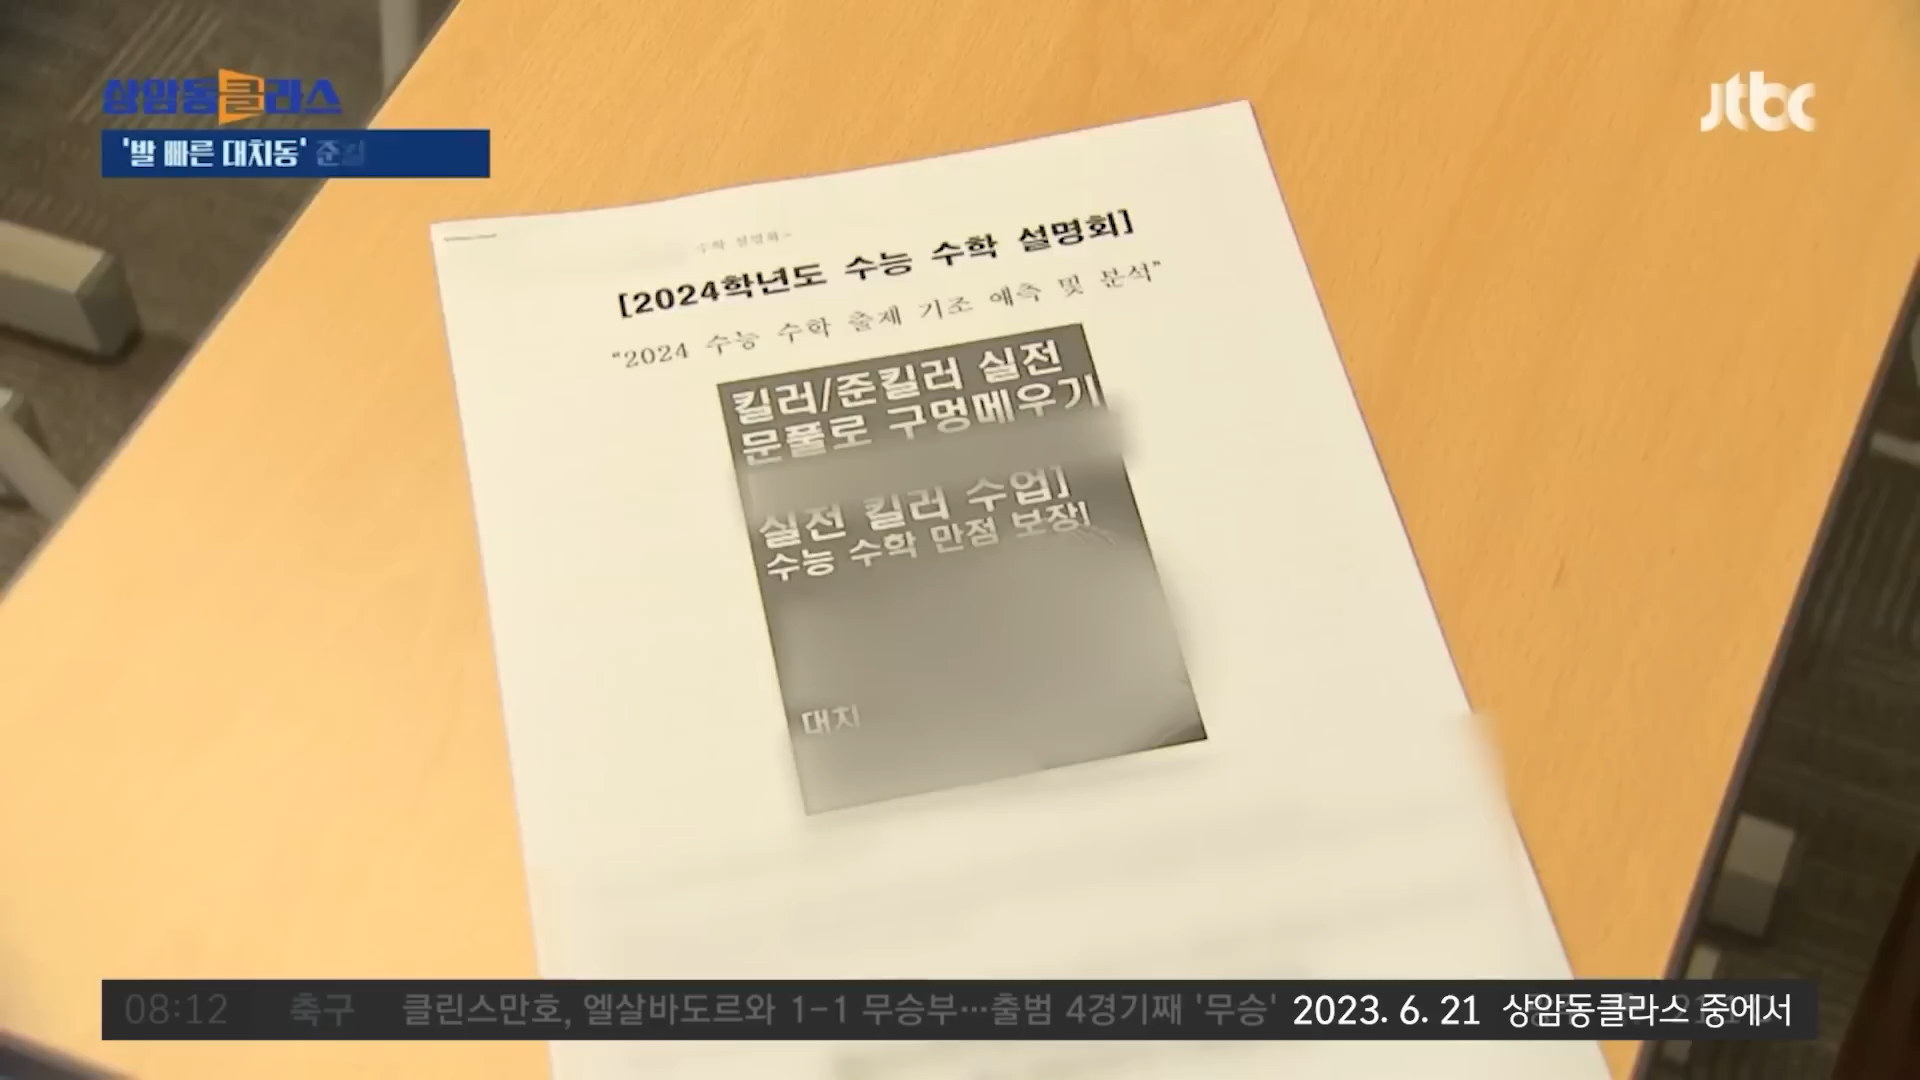 상암동클라스
jtbc
'발 빠른 대치동'
수학 설명회>
[2024학년도 수능 수학 설명회]
"2024 수능 수학 출제 기조 예측 및 분석"
킬러/준킬러 실전
문풀로 구멍메우기
실전 킬러 수업]
수능 수학 만점 보장]
대치
08:12 축구 클린스만호, 엘살바도르와 1-1 무승부…출범 4경기째 '무승' 2023. 6. 21 상암동클라스 중에서